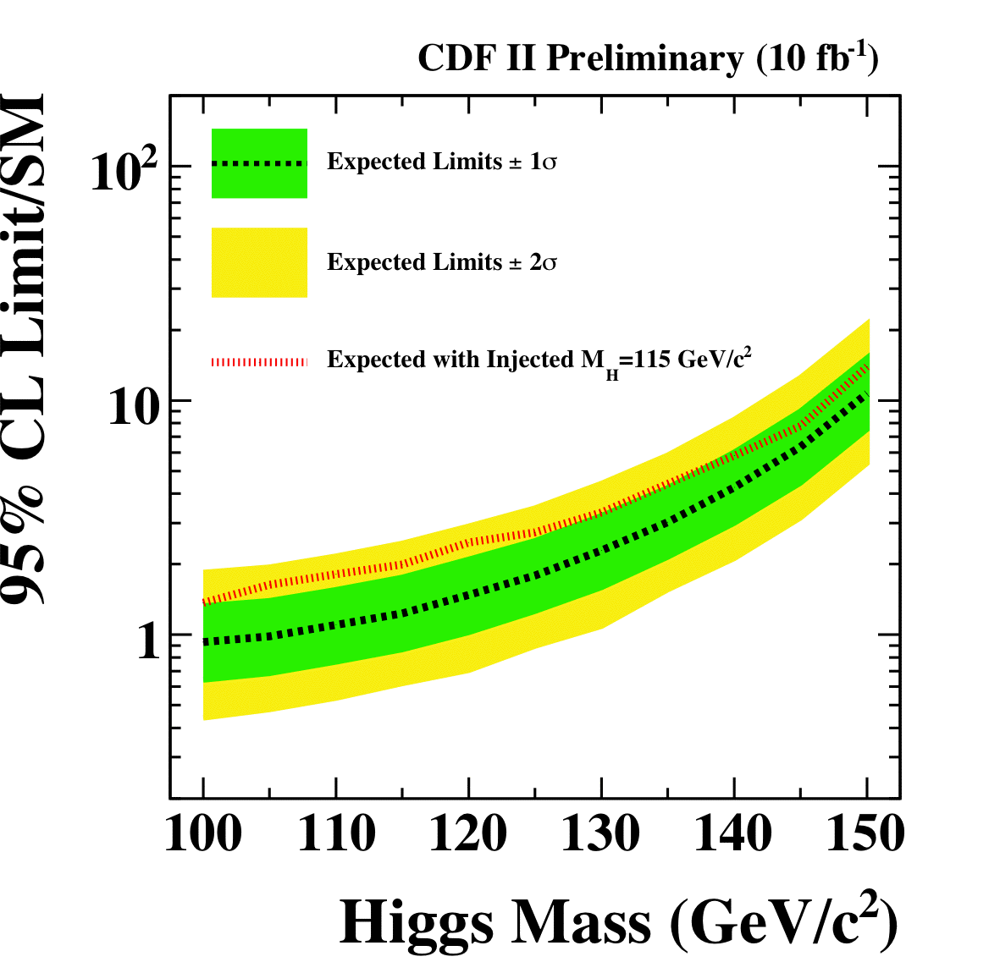 CDF II Preliminary (10 fb⁻¹)
95% CL Limit/SM
10²
10
1
Expected Limits ± 1σ
Expected Limits ± 2σ
Expected with Injected M_H=115 GeV/c²
100 110 120 130 140 150
Higgs Mass (GeV/c²)